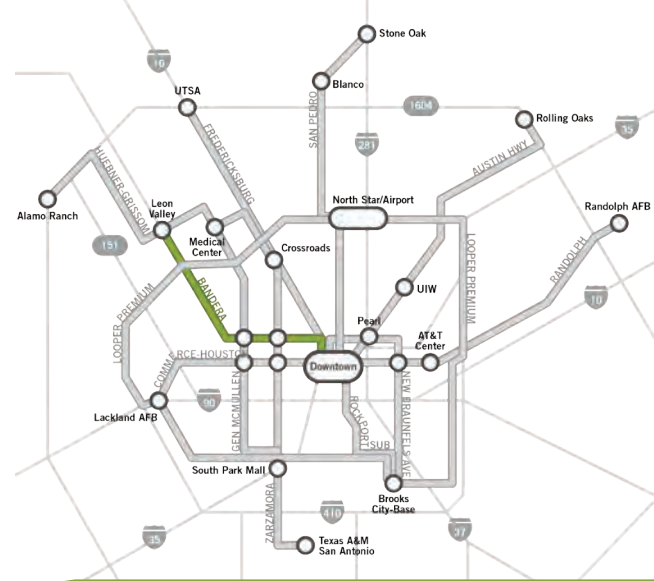 Stone Oak
10
Blanco
UTSA
1604
Rolling Oaks
SAN PEDRO
FREDERICKSBURG
281
35
AUSTIN HWY
HUEBNER-GRISSOM
Leon
Valley
North Star/Airport
Randolph AFB
Alamo Ranch
Medical
Center
151
Crossroads
LOOPER PREMIUM
RANDOLPH
BANDERA
UIW
10
LOOPER PREMIUM
Pearl
AT&T
Center
COMMERCE-HOUSTON
Downtown
GEN MCMULLEN
ROCKPORT
NEW BRAUNFELS AVE
90
Lackland AFB
SUB
South Park Mall
Brooks
City-Base
ZARZAMORA
410
35
37
Texas A&M
San Antonio